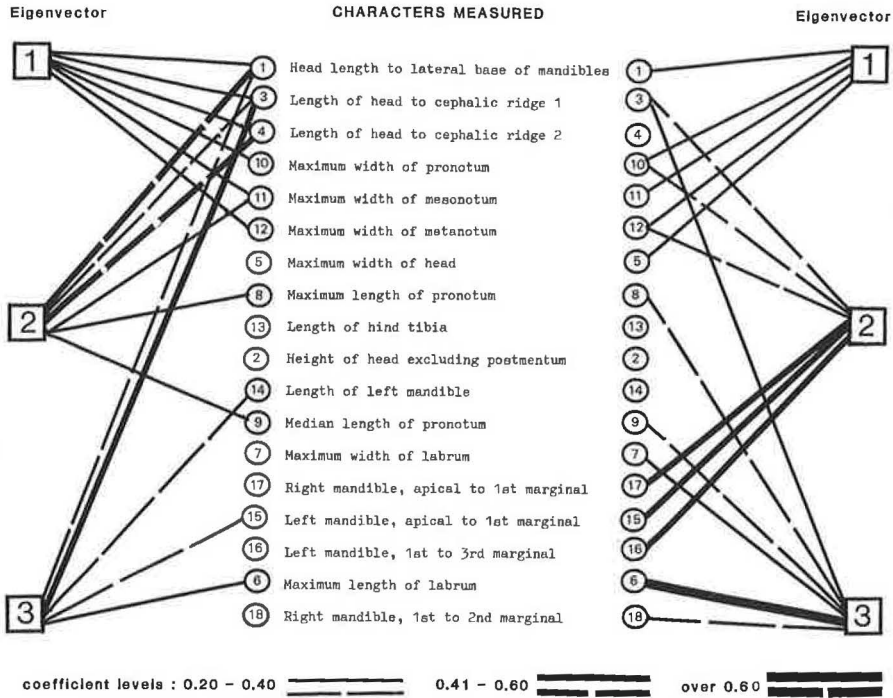 Eigenvector CHARACTERS MEASURED Eigenvector
1 1
1 Head length to lateral base of mandibles 1
3 Length of head to cephalic ridge 1 3
4 Length of head to cephalic ridge 2 4
10 Maximum width of pronotum 10
11 Maximum width of mesonotum 11
12 Maximum width of metanotum 12
5 Maximum width of head 5
8 Maximum length of pronotum 8
2 2
13 Length of hind tibia 13
2 Height of head excluding postmentum 2
14 Length of left mandible 14
9 Median length of pronotum 9
7 Maximum width of labrum 7
17 Right mandible, apical to 1st marginal 17
15 Left mandible, apical to 1st marginal 15
16 Left mandible, 1st to 3rd marginal 16
6 Maximum length of labrum 6
3 3
18 Right mandible, 1st to 2nd marginal 18
coefficient levels : 0.20 - 0.40 0.41 - 0.60 over 0.60